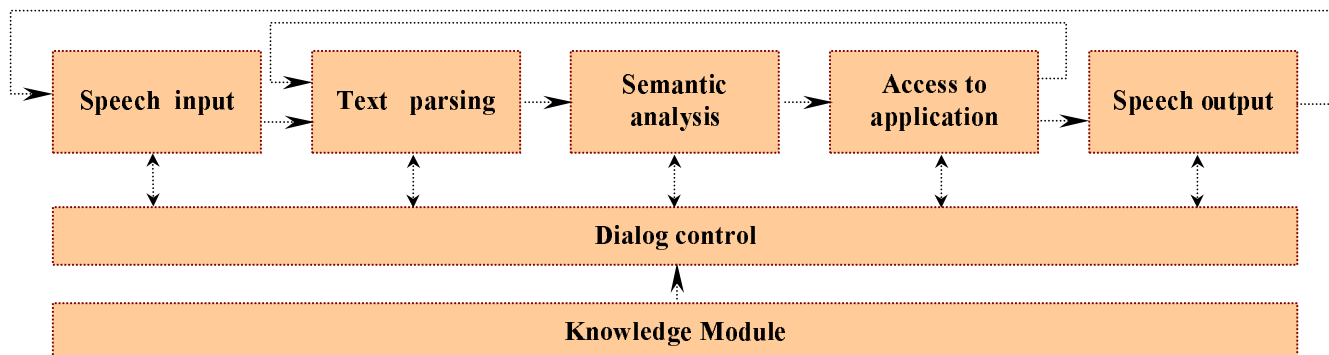 Speech input
Text parsing
Semantic
analysis
Access to
application
Speech output
Dialog control
Knowledge Module